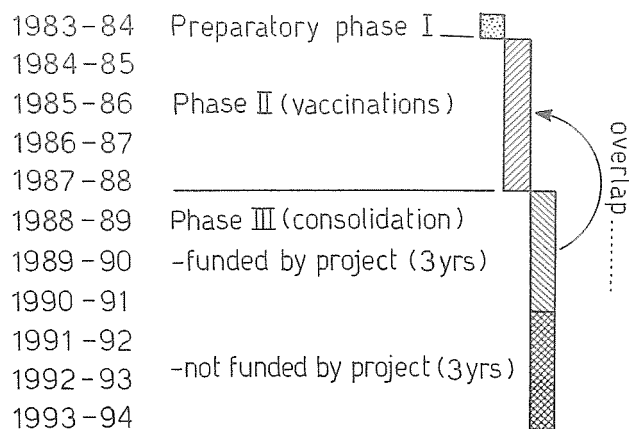 1983-84 Preparatory phase I
1984-85
1985-86 Phase II (vaccinations)
1986-87
1987-88
1988-89 Phase III (consolidation)
1989-90 -funded by project (3yrs)
1990-91
1991-92
-not funded by project (3yrs)
1992-93
1993-94
overlap........